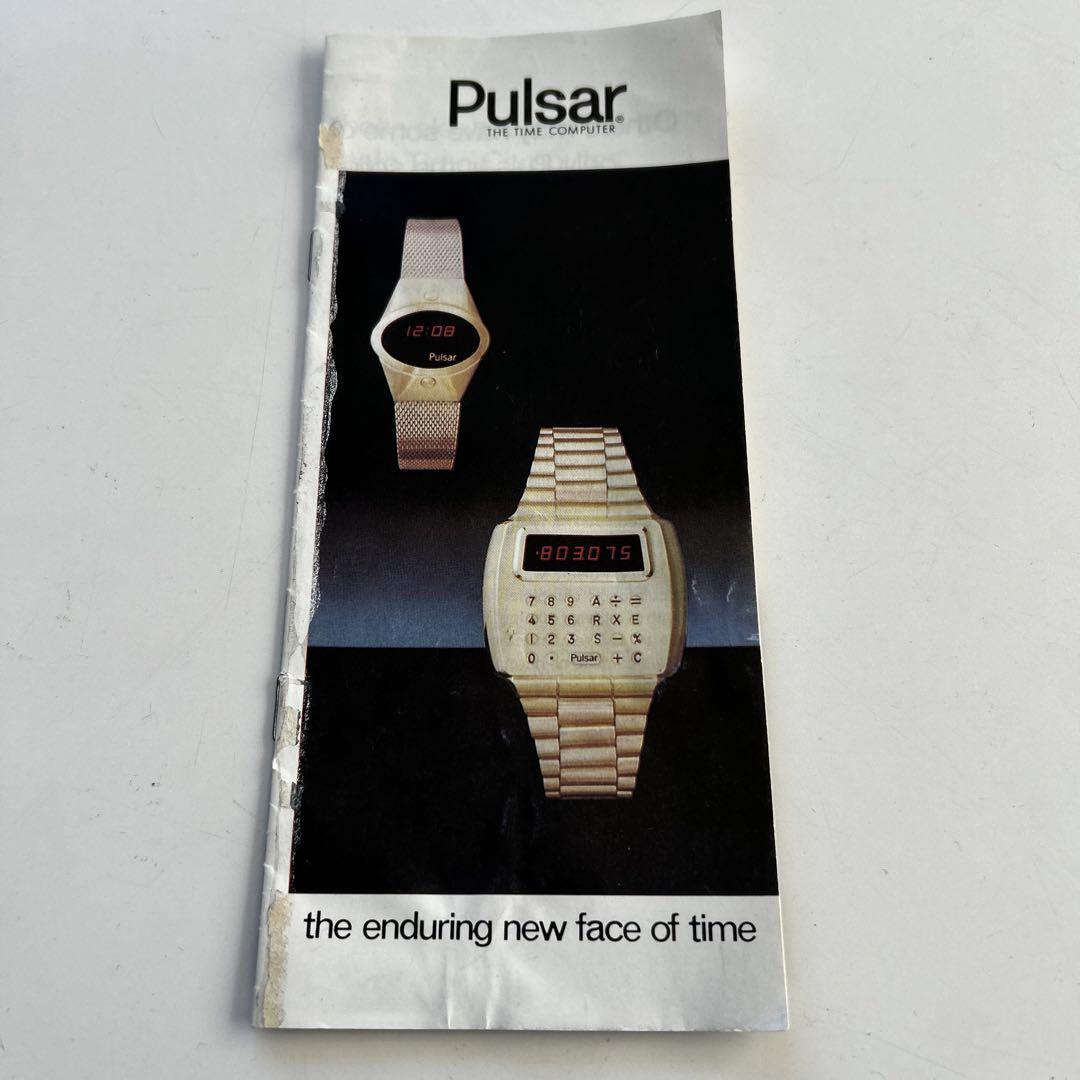 Pulsar®
THE TIME COMPUTER
12:08
Pulsar
.803075
7 8 9 A ÷ =
4 5 6 R X E
1 2 3 S − %
0 . Pulsar + C
the enduring new face of time